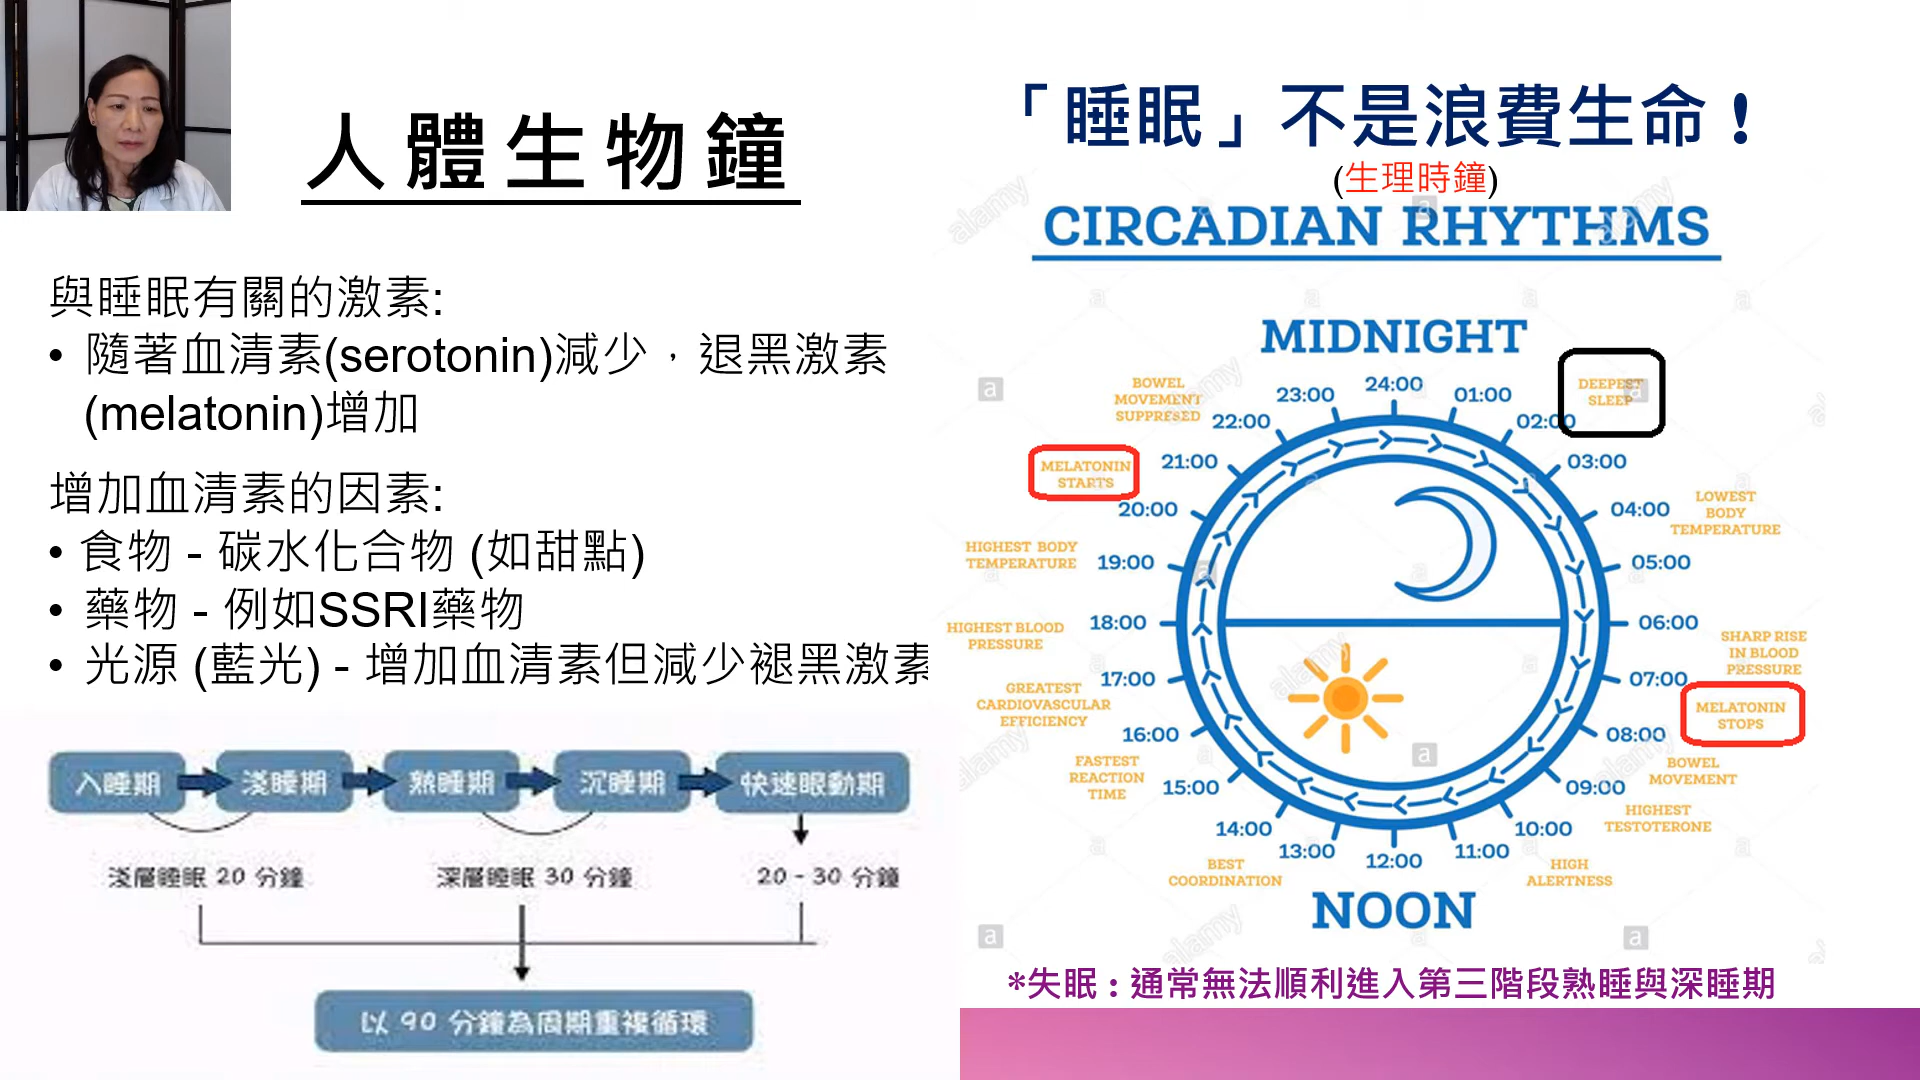 人體生物鐘
與睡眠有關的激素:
• 隨著血清素(serotonin)減少，退黑激素
(melatonin)增加
增加血清素的因素:
• 食物 - 碳水化合物 (如甜點)
• 藥物 - 例如SSRI藥物
• 光源 (藍光) - 增加血清素但減少褪黑激素
入睡期
淺睡期
熟睡期
沉睡期
快速眼動期
淺層睡眠 20 分鐘
深層睡眠 30 分鐘
20 - 30 分鐘
以 90 分鐘為周期重複循環
「睡眠」不是浪費生命！
(生理時鐘)
CIRCADIAN RHYTHMS
MIDNIGHT
24:00
01:00
02:00
DEEPEST
SLEEP
03:00
04:00
LOWEST
BODY
TEMPERATURE
05:00
06:00
SHARP RISE
IN BLOOD
PRESSURE
07:00
MELATONIN
STOPS
08:00
BOWEL
MOVEMENT
09:00
HIGHEST
TESTOTERONE
10:00
HIGH
ALERTNESS
11:00
12:00
NOON
13:00
BEST
COORDINATION
14:00
15:00
FASTEST
REACTION
TIME
16:00
GREATEST
CARDIOVASCULAR
EFFICIENCY
17:00
HIGHEST BLOOD
PRESSURE
18:00
HIGHEST BODY
TEMPERATURE
19:00
20:00
MELATONIN
STARTS
21:00
22:00
BOWEL
MOVEMENT
SUPPRESED
23:00
alamy
*失眠：通常無法順利進入第三階段熟睡與深睡期